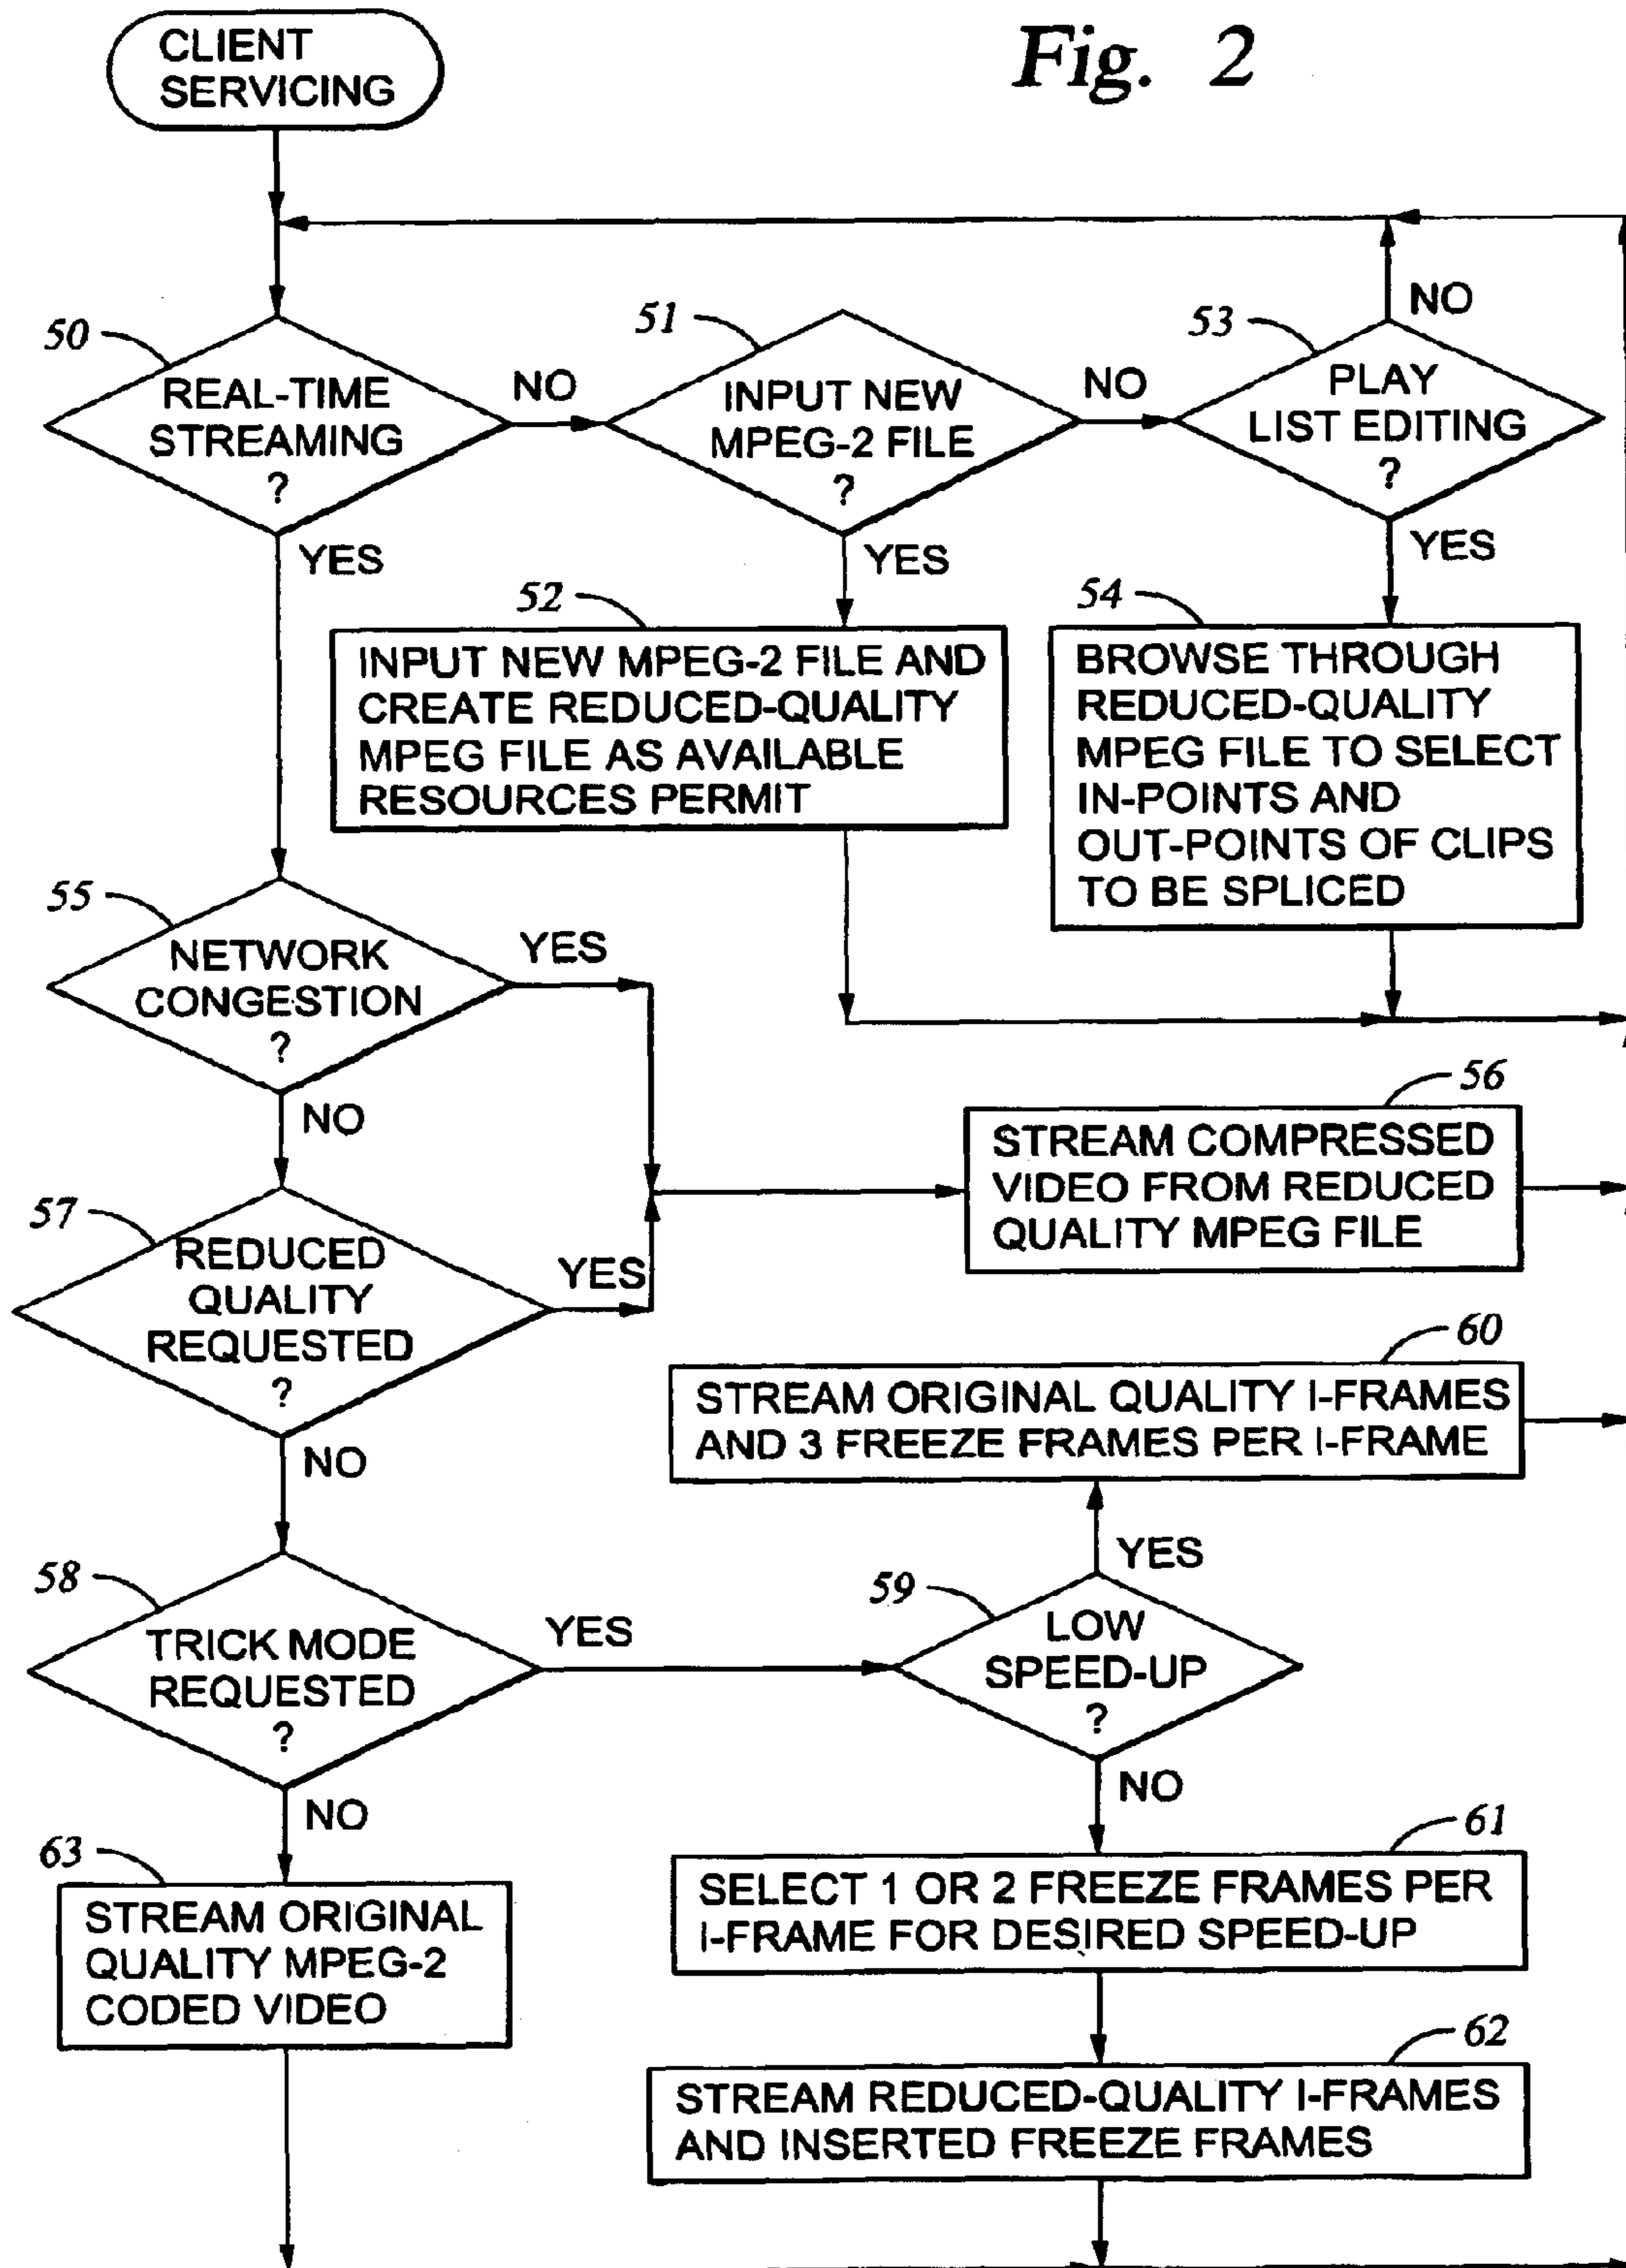 Fig. 2
CLIENT
SERVICING
50
REAL-TIME
STREAMING
?
NO
YES
51
INPUT NEW
MPEG-2 FILE
?
NO
YES
53
PLAY
LIST EDITING
?
NO
YES
52
INPUT NEW MPEG-2 FILE AND
CREATE REDUCED-QUALITY
MPEG FILE AS AVAILABLE
RESOURCES PERMIT
54
BROWSE THROUGH
REDUCED-QUALITY
MPEG FILE TO SELECT
IN-POINTS AND
OUT-POINTS OF CLIPS
TO BE SPLICED
55
NETWORK
CONGESTION
?
YES
NO
56
STREAM COMPRESSED
VIDEO FROM REDUCED
QUALITY MPEG FILE
57
REDUCED
QUALITY
REQUESTED
?
YES
NO
60
STREAM ORIGINAL QUALITY I-FRAMES
AND 3 FREEZE FRAMES PER I-FRAME
58
TRICK MODE
REQUESTED
?
YES
NO
59
LOW
SPEED-UP
?
YES
NO
63
STREAM ORIGINAL
QUALITY MPEG-2
CODED VIDEO
61
SELECT 1 OR 2 FREEZE FRAMES PER
I-FRAME FOR DESIRED SPEED-UP
62
STREAM REDUCED-QUALITY I-FRAMES
AND INSERTED FREEZE FRAMES